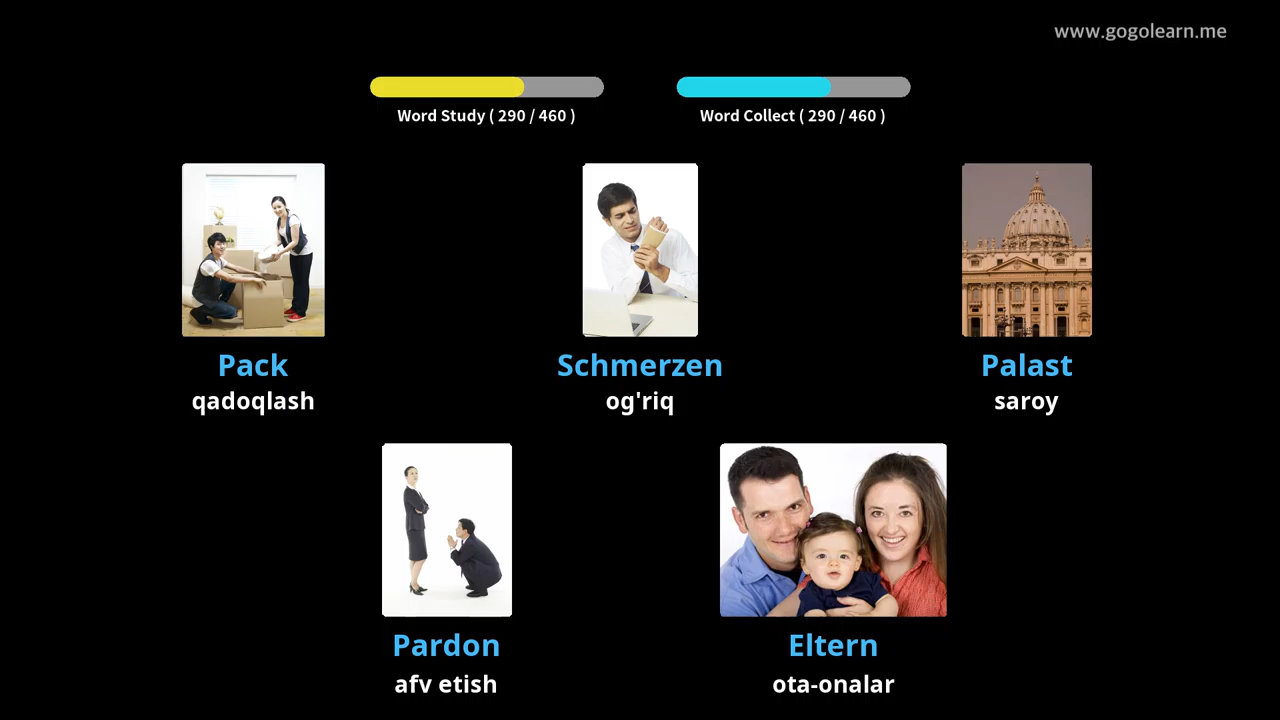 www.gogolearn.me
Word Study ( 290 / 460 )
Word Collect ( 290 / 460 )
Pack
qadoqlash
Schmerzen
og'riq
Palast
saroy
Pardon
afv etish
Eltern
ota-onalar